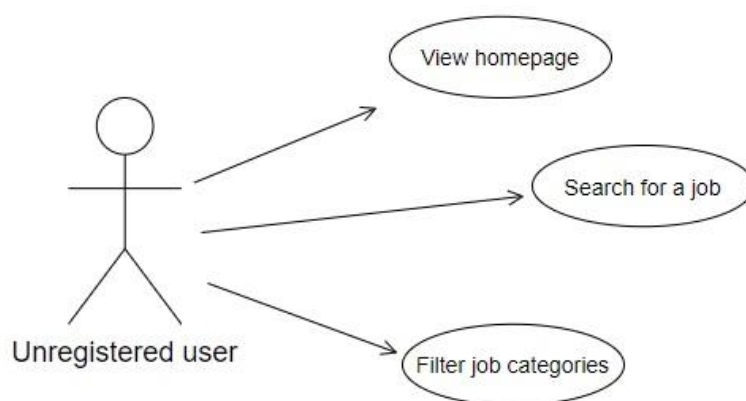 View homepage
Search for a job
Unregistered user
Filter job categories